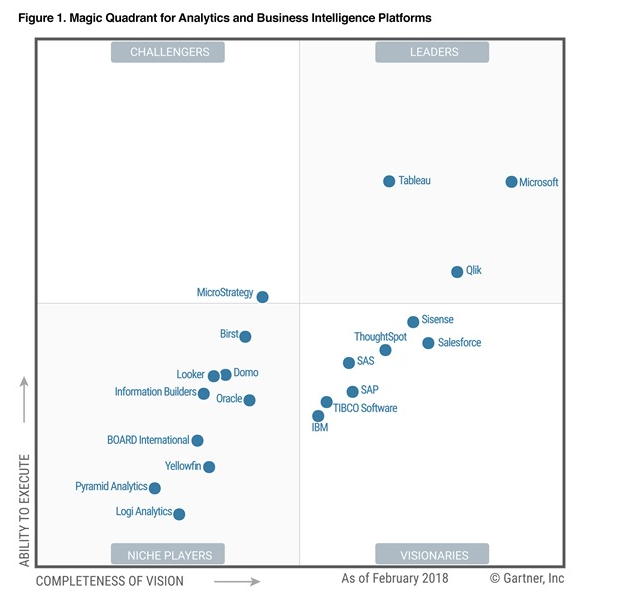 Figure 1. Magic Quadrant for Analytics and Business Intelligence Platforms
CHALLENGERS
LEADERS
Tableau
Microsoft
Qlik
MicroStrategy
Sisense
Birst
ThoughtSpot
Salesforce
SAS
Looker
Domo
Information Builders
Oracle
SAP
TIBCO Software
IBM
BOARD International
Yellowfin
Pyramid Analytics
Logi Analytics
ABILITY TO EXECUTE
NICHE PLAYERS
VISIONARIES
COMPLETENESS OF VISION
As of February 2018
© Gartner, Inc